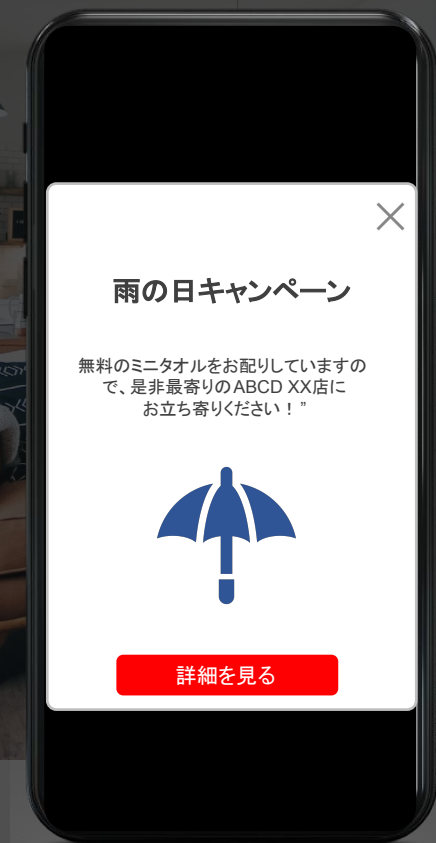 雨の日キャンペーン
無料のミニタオルをお配りしていますの
で、是非最寄りのABCD XX店に
お立ち寄りください！”
詳細を見る